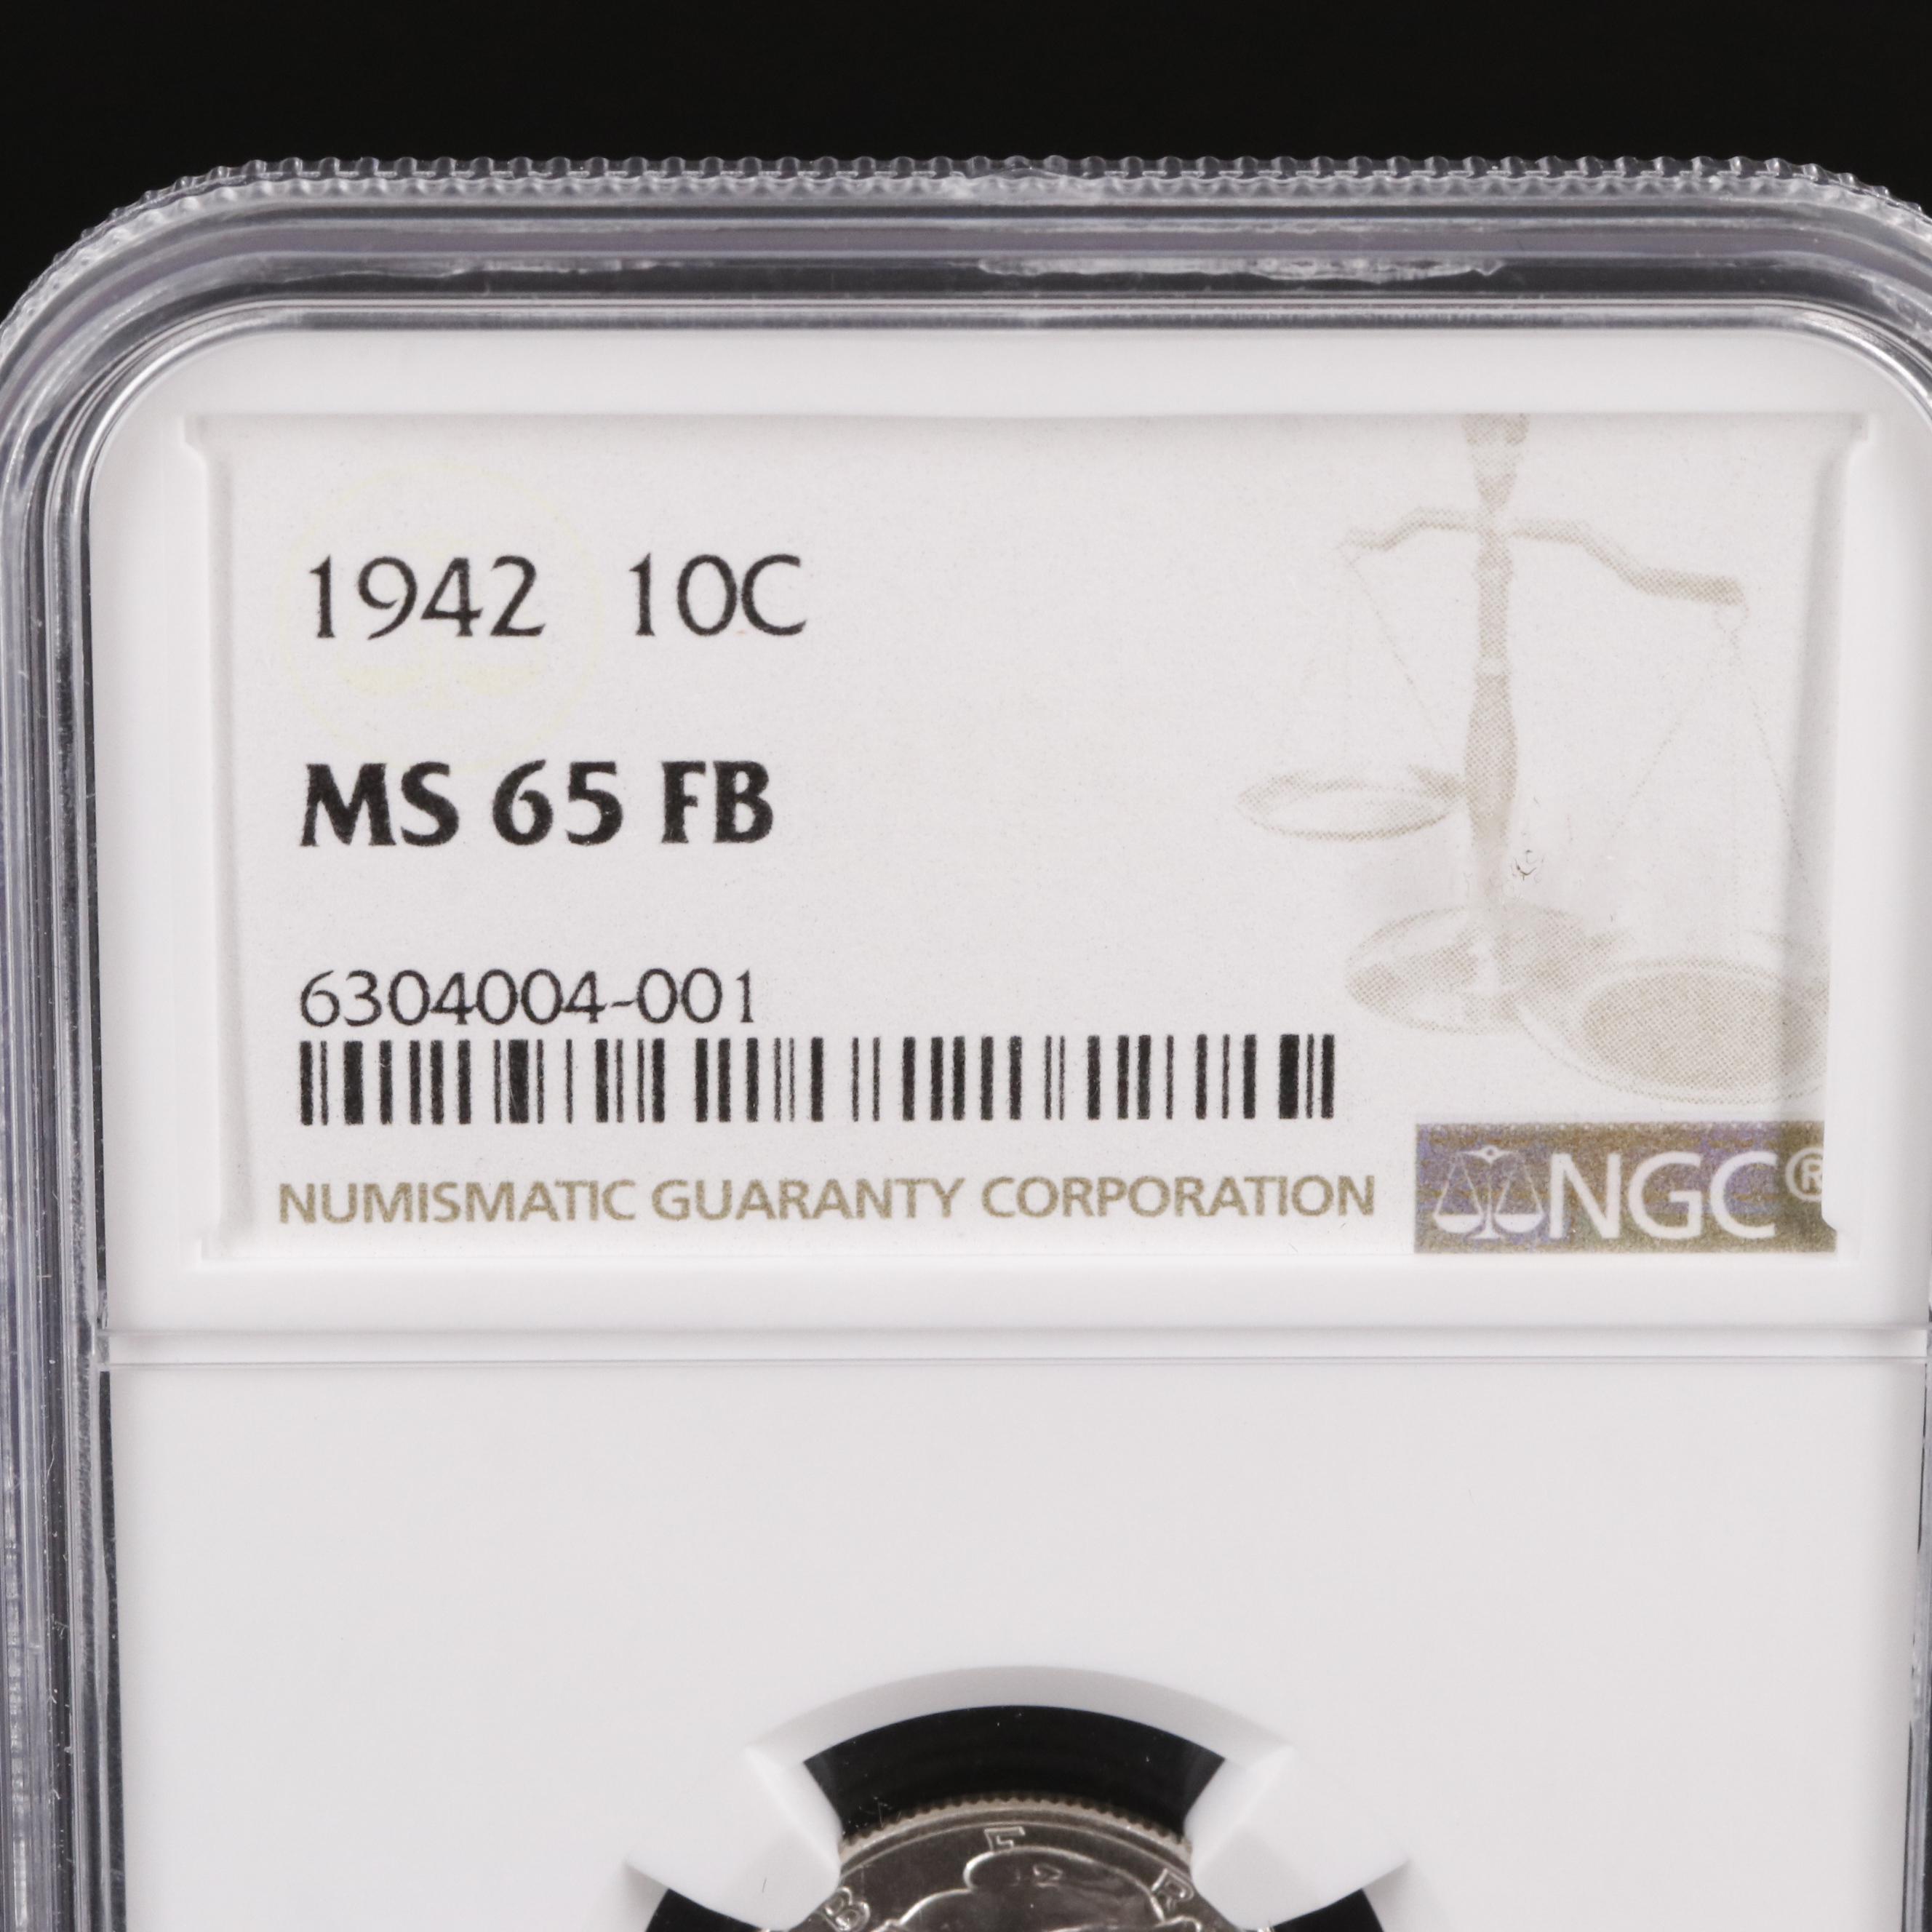 1942 10C
MS 65 FB
6304004-001
NUMISMATIC GUARANTY CORPORATION
NGC®
B E R